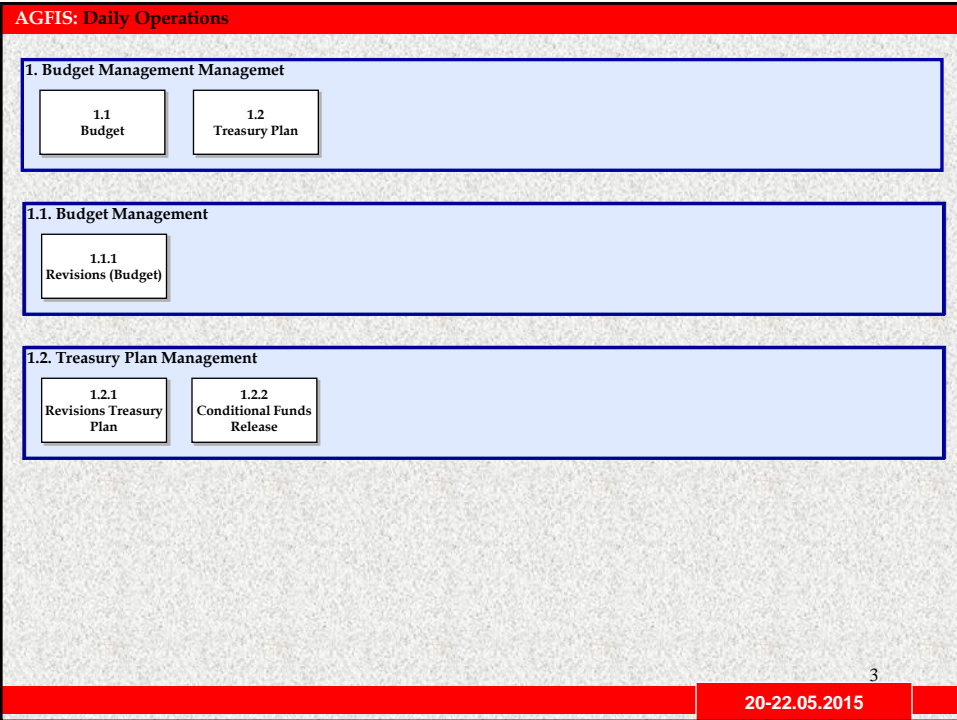 AGFIS: Daily Operations
1. Budget Management Managemet
1.1
Budget
1.2
Treasury Plan
1.1. Budget Management
1.1.1
Revisions (Budget)
1.2. Treasury Plan Management
1.2.1
Revisions Treasury
Plan
1.2.2
Conditional Funds
Release
3
20-22.05.2015